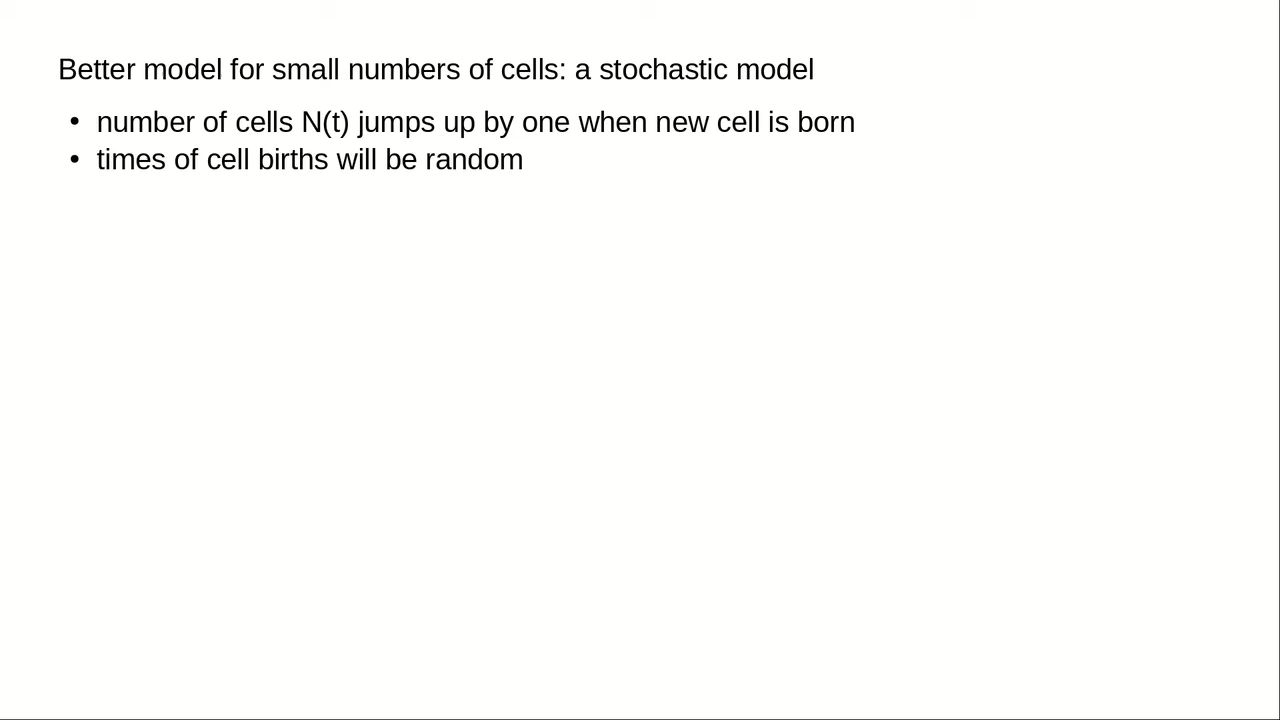 Better model for small numbers of cells: a stochastic model
• number of cells N(t) jumps up by one when new cell is born
• times of cell births will be random